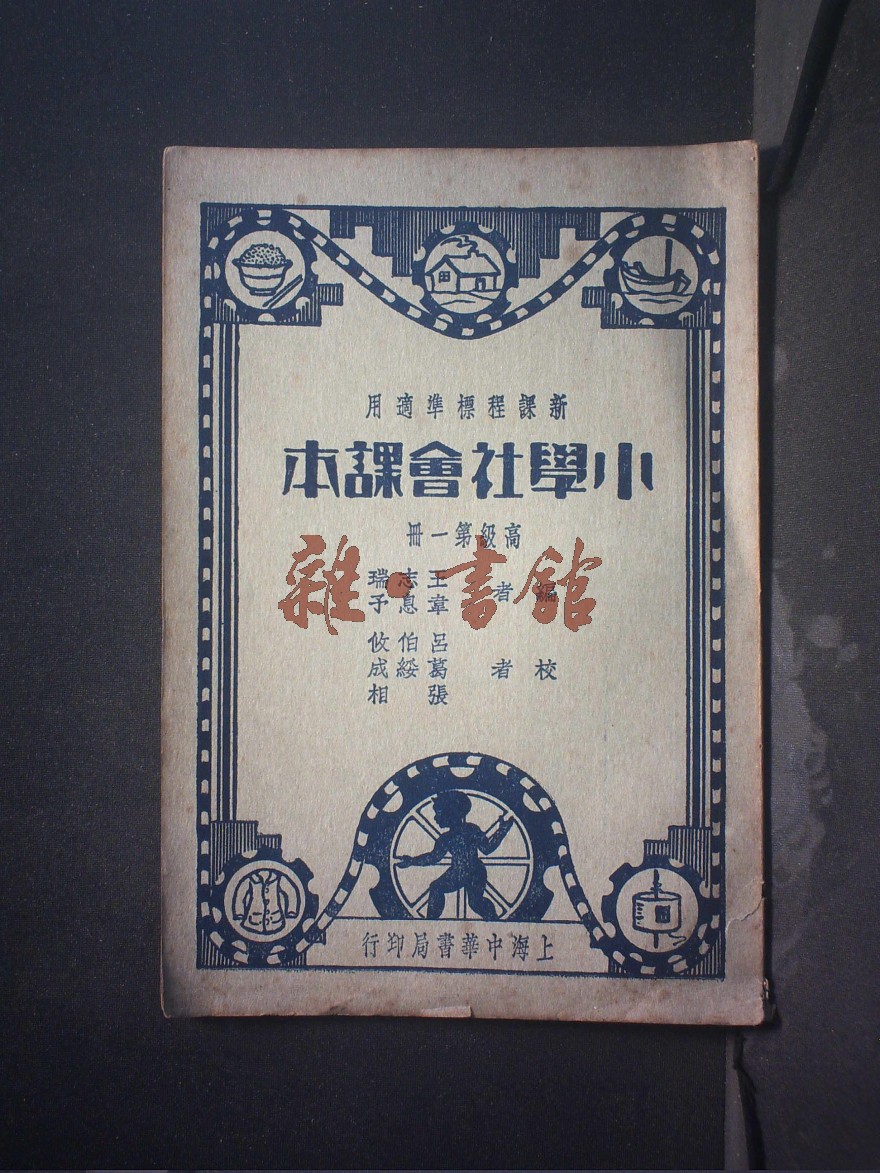 新課程標準適用
小學社會課本
高級第一冊
編者
王志瑞
韋息予
校者
呂伯攸
葛綏成
張相
上海中華書局印行
雜·書館